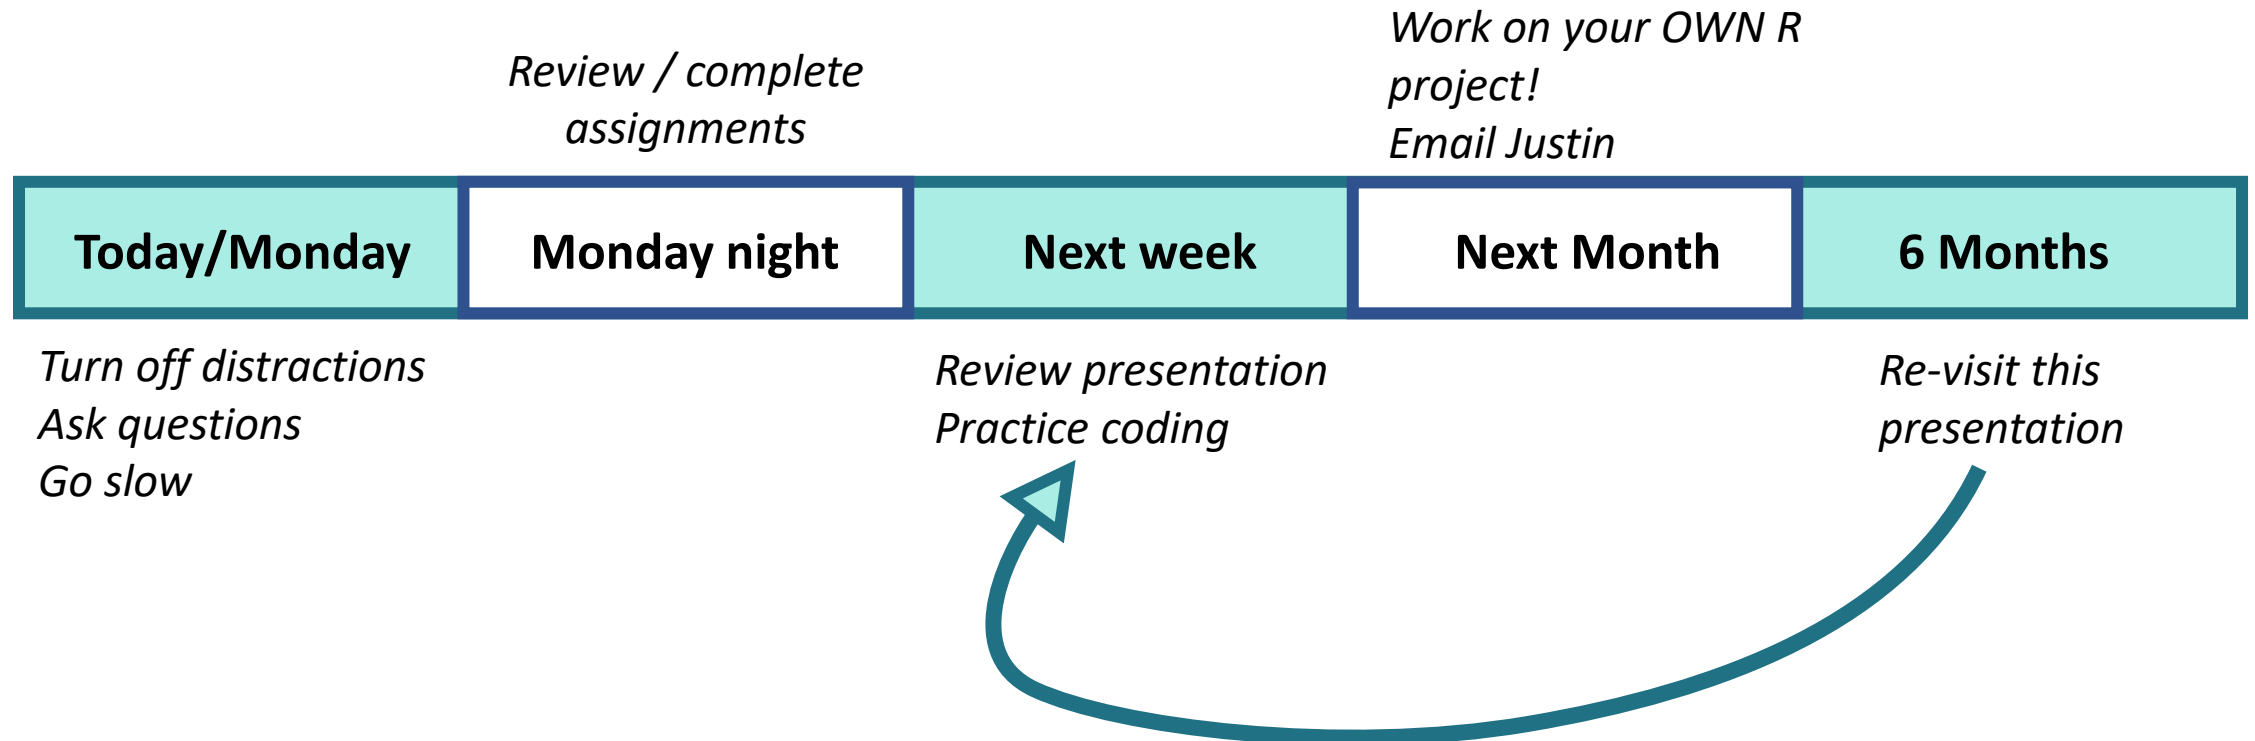 Work on your OWN R
project!
Email Justin
Review / complete
assignments
Today/Monday
Monday night
Next week
Next Month
6 Months
Turn off distractions
Ask questions
Go slow
Review presentation
Practice coding
Re-visit this
presentation